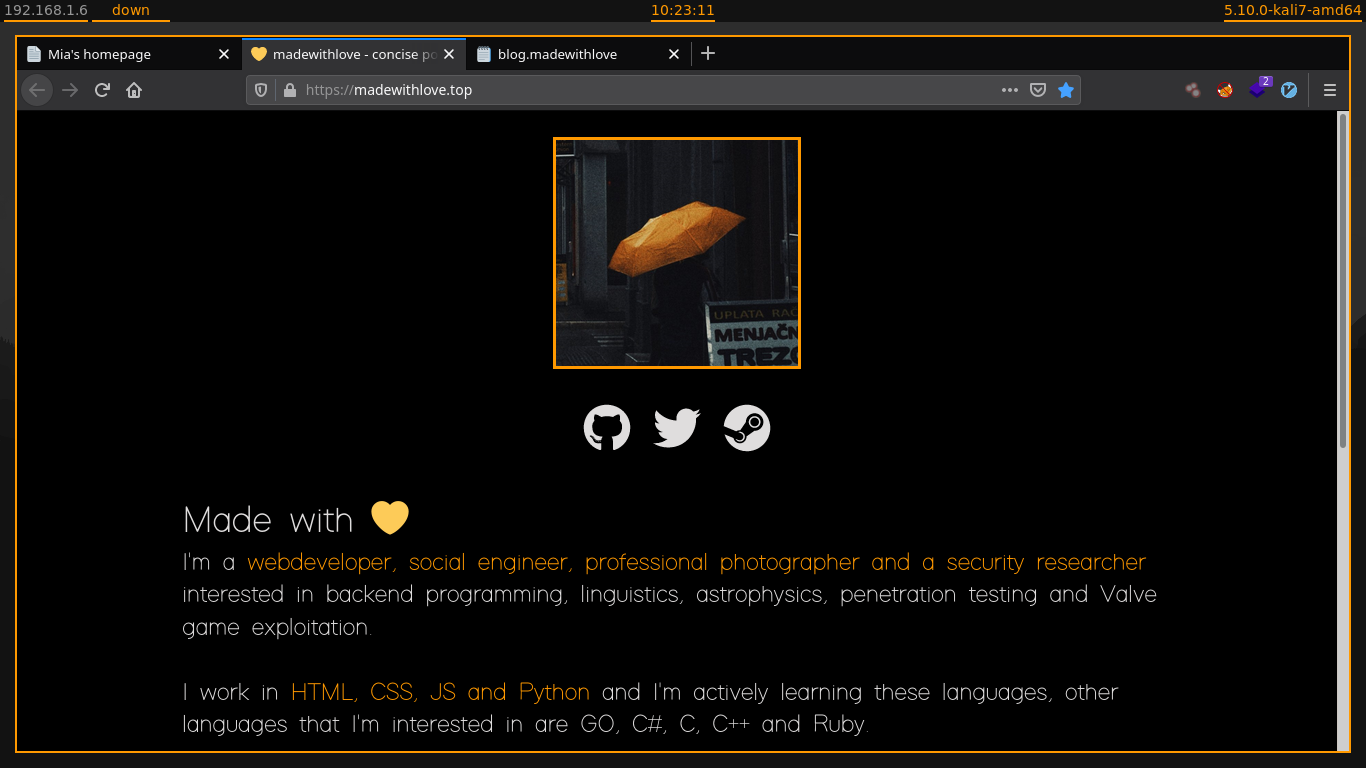 192.168.1.6 down 10:23:11 5.10.0-kali7-amd64
Mia's homepage madewithlove - concise po blog.madewithlove
https://madewithlove.top
2
UPLATA RAČ
MENJAČN
TREZO
Made with
I'm a webdeveloper, social engineer, professional photographer and a security researcher
interested in backend programming, linguistics, astrophysics, penetration testing and Valve
game exploitation.
I work in HTML, CSS, JS and Python and I'm actively learning these languages, other
languages that I'm interested in are GO, C#, C, C++ and Ruby.